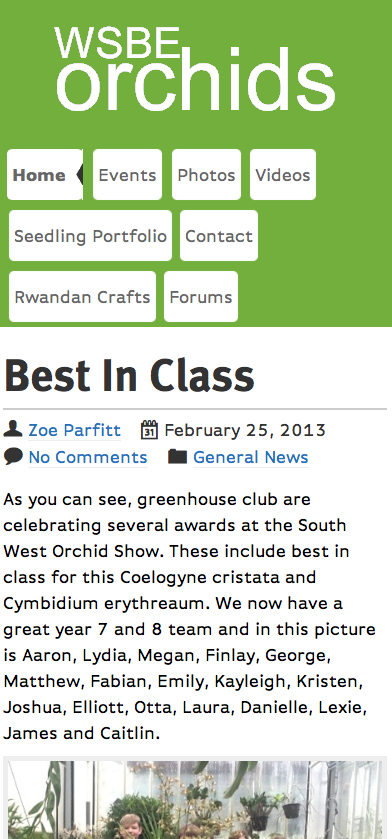 WSBE
orchids
Home Events Photos Videos
Seedling Portfolio Contact
Rwandan Crafts Forums
Best In Class
Zoe Parfitt 31 February 25, 2013
No Comments General News
As you can see, greenhouse club are
celebrating several awards at the South
West Orchid Show. These include best in
class for this Coelogyne cristata and
Cymbidium erythreaum. We now have a
great year 7 and 8 team and in this picture
is Aaron, Lydia, Megan, Finlay, George,
Matthew, Fabian, Emily, Kayleigh, Kristen,
Joshua, Elliott, Otta, Laura, Danielle, Lexie,
James and Caitlin.